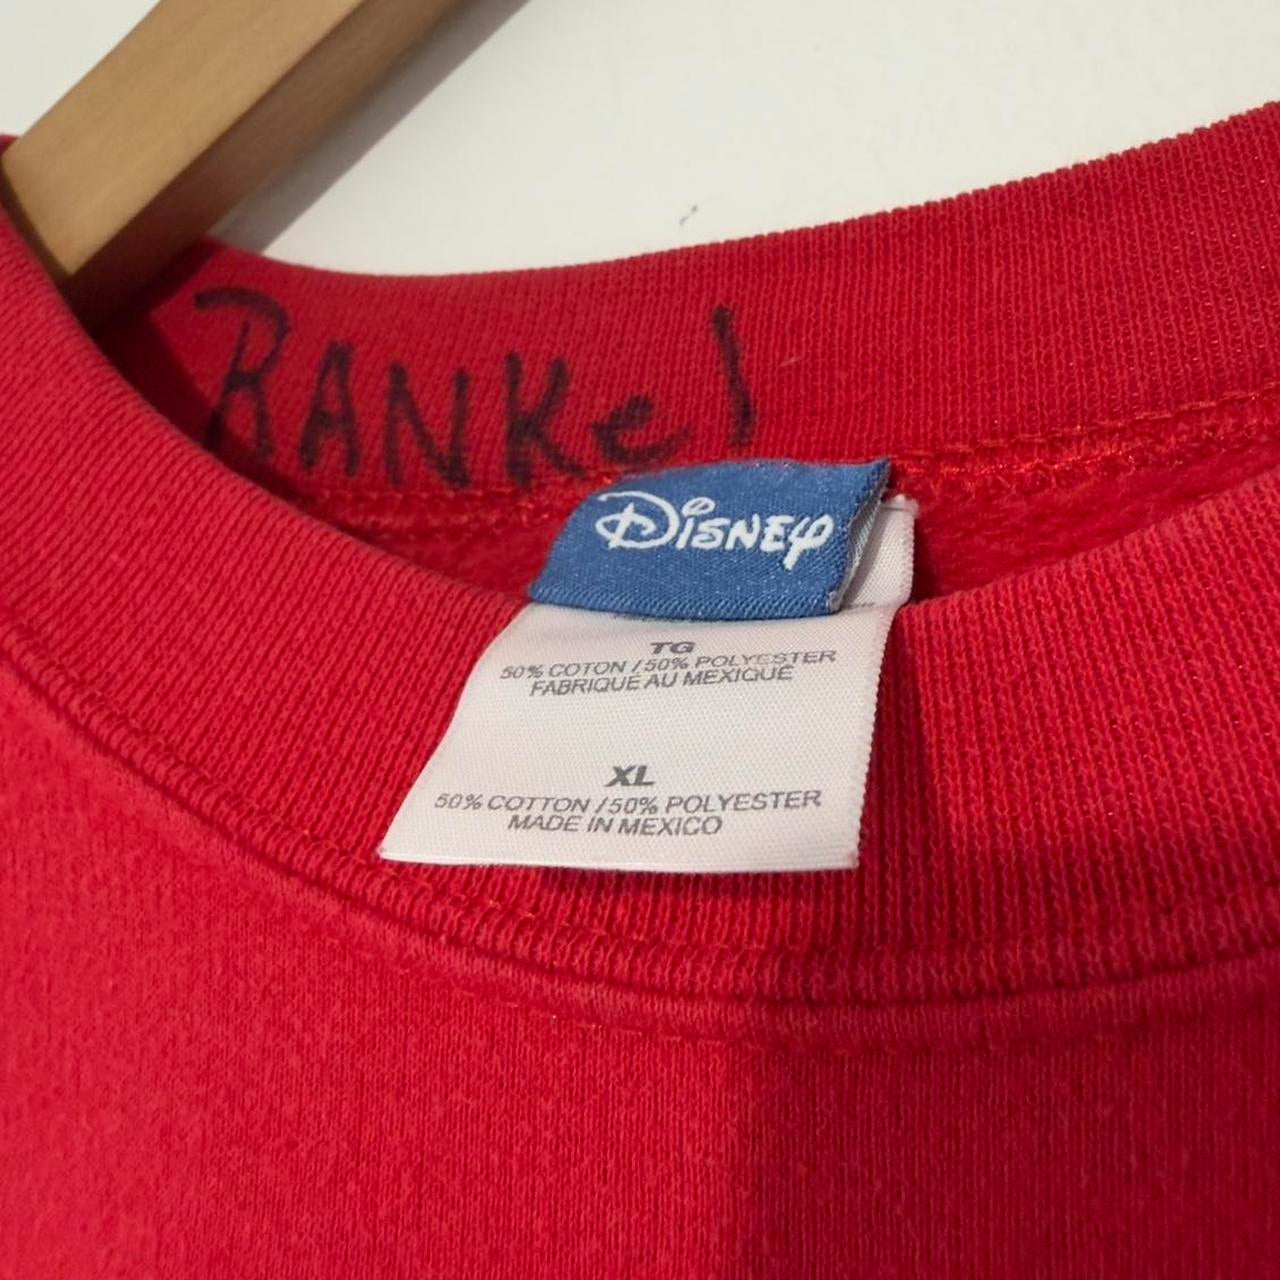 RANKel
Disney
TG
50% COTON / 50% POLYESTER
FABRIQUÉ AU MEXIQUE
XL
50% COTTON / 50% POLYESTER
MADE IN MEXICO